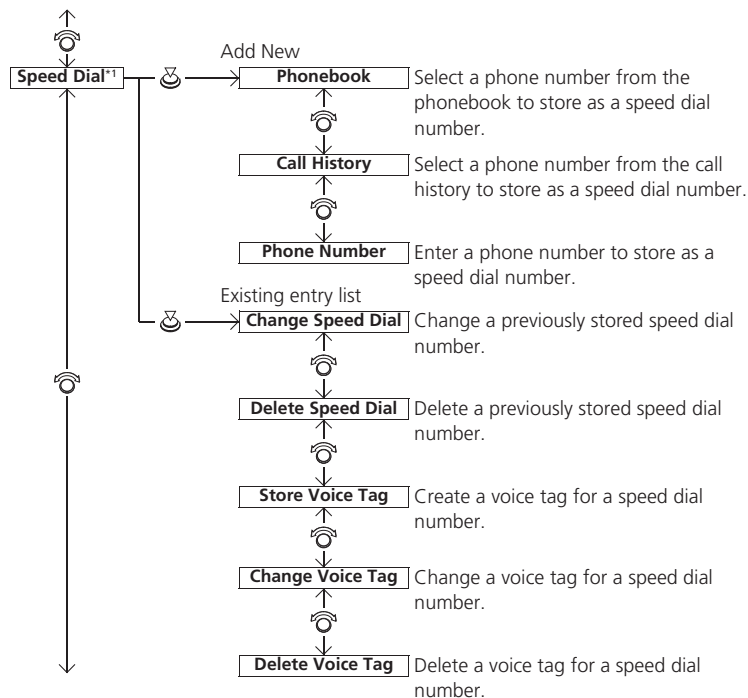 Add New
Speed Dial*1
Phonebook
Select a phone number from the
phonebook to store as a speed dial
number.
Call History
Select a phone number from the call
history to store as a speed dial number.
Phone Number
Enter a phone number to store as a
speed dial number.
Existing entry list
Change Speed Dial
Change a previously stored speed dial
number.
Delete Speed Dial
Delete a previously stored speed dial
number.
Store Voice Tag
Create a voice tag for a speed dial
number.
Change Voice Tag
Change a voice tag for a speed dial
number.
Delete Voice Tag
Delete a voice tag for a speed dial
number.